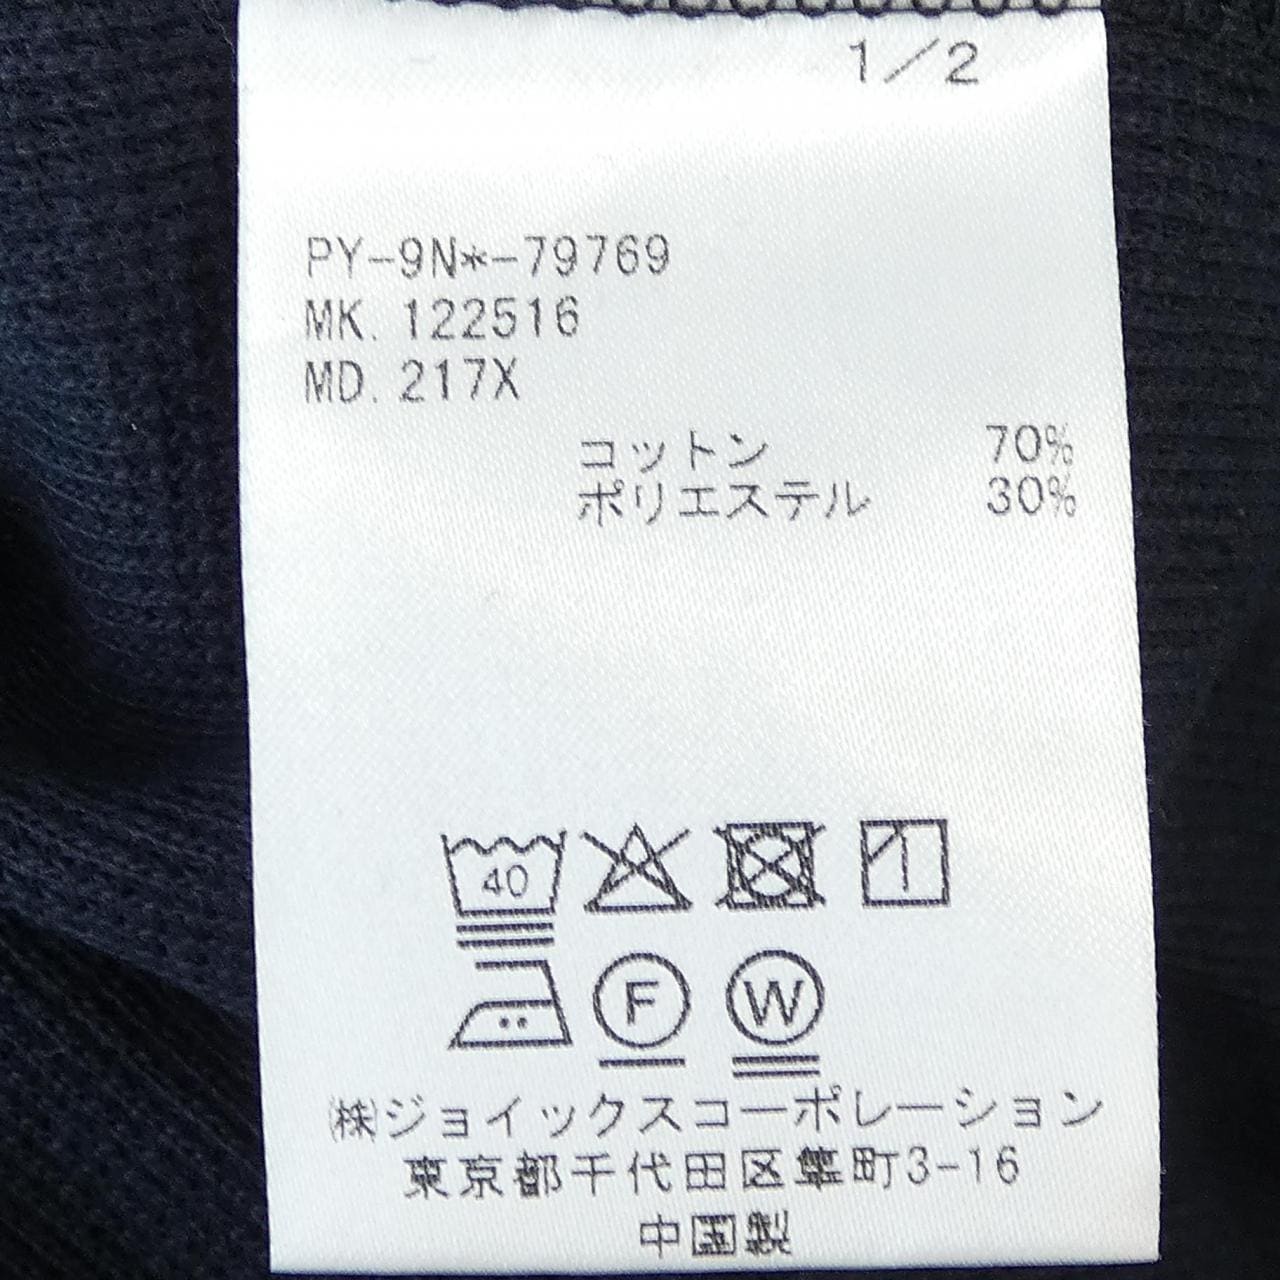 1／2
PY-9N*-79769
MK. 122516
MD. 217X
コットン 70%
ポリエステル 30%
40
F W
㈱ジョイックスコーポレーション
東京都千代田区隼町3-16
中国製